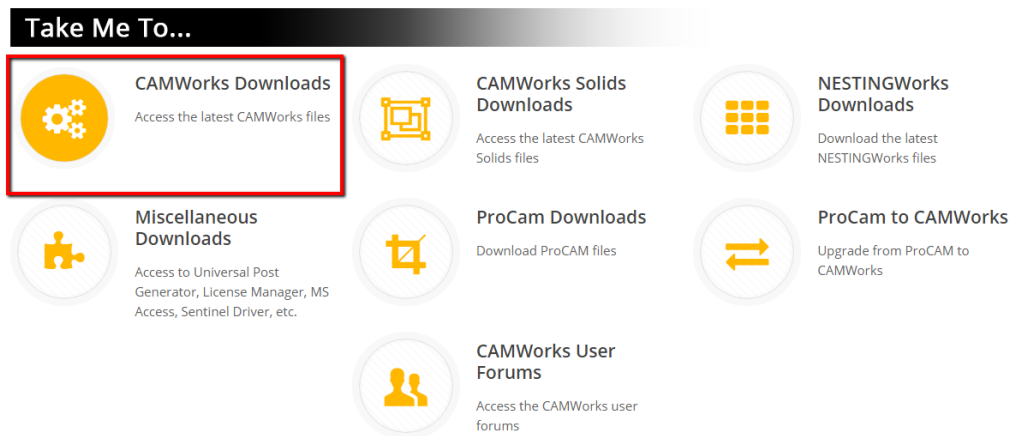 Take Me To...
CAMWorks Downloads
Access the latest CAMWorks files
CAMWorks Solids
Downloads
Access the latest CAMWorks
Solids files
NESTINGWorks
Downloads
Download the latest
NESTINGWorks files
Miscellaneous
Downloads
Access to Universal Post
Generator, License Manager, MS
Access, Sentinel Driver, etc.
ProCam Downloads
Download ProCAM files
ProCam to CAMWorks
Upgrade from ProCAM to
CAMWorks
CAMWorks User
Forums
Access the CAMWorks user
forums